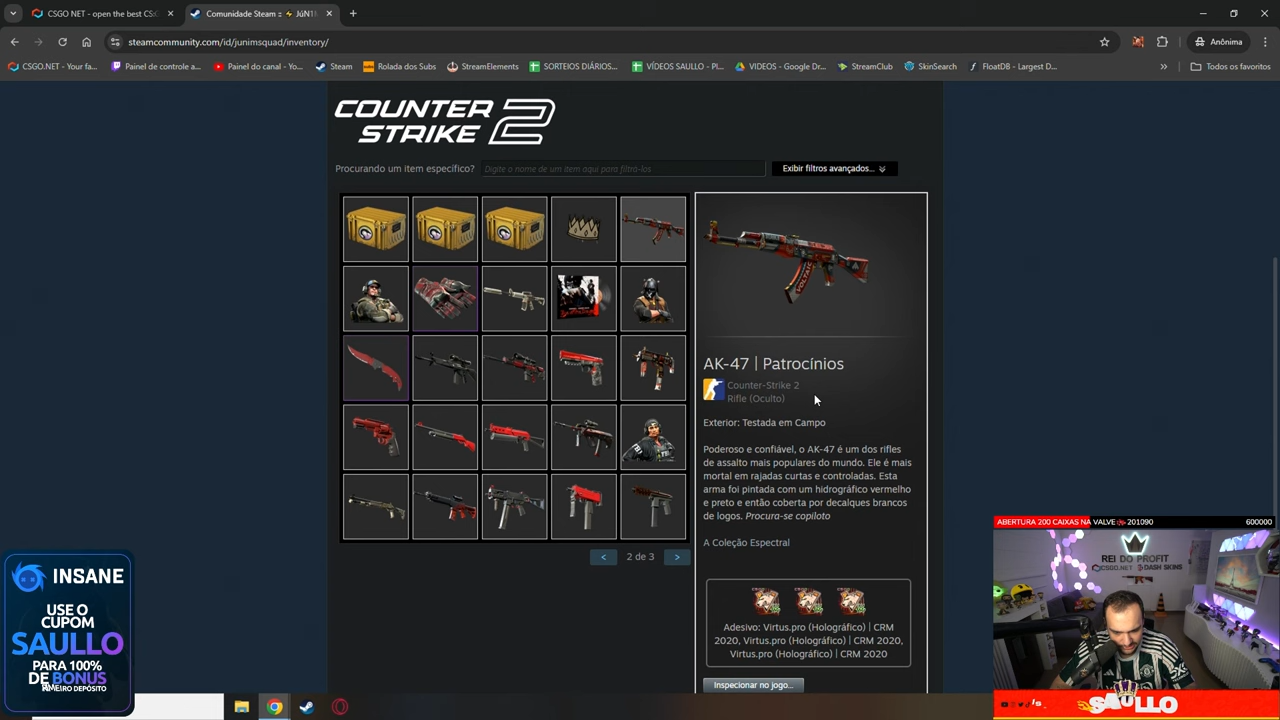 CSGO NET - open the best CS:
Comunidade Steam :: ⚡ JúN1
steamcommunity.com/id/junimsquad/inventory/
Anônima
CSGO.NET - Your fa...
Painel de controle a...
Painel do canal - Yo...
Steam
Rolada dos Subs
StreamElements
SORTEIOS DIÁRIOS...
VÍDEOS SAULLO - Pl...
VIDEOS - Google Dr...
StreamClub
SkinSearch
FloatDB - Largest D...
Todos os favoritos
COUNTER
STRIKE 2
Procurando um item específico?
Digite o nome de um item aqui para filtrá-los
Exibir filtros avançados...
VOLTAIC
AK-47 | Patrocínios
Counter-Strike 2
Rifle (Oculto)
Exterior: Testada em Campo
Poderoso e confiável, o AK-47 é um dos rifles
de assalto mais populares do mundo. Ele é mais
mortal em rajadas curtas e controladas. Esta
arma foi pintada com um hidrográfico vermelho
e preto e então coberta por decalques brancos
de logos. Procura-se copiloto
A Coleção Espectral
Adesivo: Virtus.pro (Holográfico) | CRM
2020, Virtus.pro (Holográfico) | CRM 2020,
Virtus.pro (Holográfico) | CRM 2020
Inspecionar no jogo...
< 2 de 3 >
INSANE
USE O
CUPOM
SAULLO
PARA 100%
DE BONUS
ABERTURA 200 CAIXAS NA VALVE 201090
600000
REI DO PROFIT
CSGO.NET DASH SKINS
SAULLO